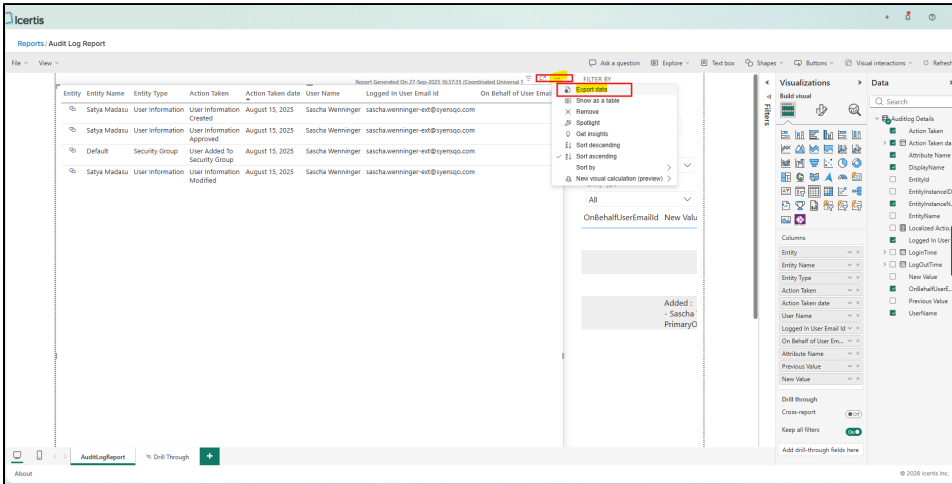 Icertis
Reports / Audit Log Report
File View
Ask a question Explore Text box Shapes Buttons Visual interactions Refresh
Report Generated On 27-Sep-2025 16:37:35 (Coordinated Universal T
FILTER BY
Export data
Show as a table
Remove
Spotlight
Get insights
Sort descending
Sort ascending
Sort by
New visual calculation (preview)
Entity Entity Name Entity Type Action Taken Action Taken date User Name Logged In User Email Id On Behalf of User Emai
Satya Madasu User Information User Information Created August 15, 2025 Sascha Wenninger sascha.wenninger-ext@syensqo.com
Satya Madasu User Information User Information Approved August 15, 2025 Sascha Wenninger sascha.wenninger-ext@syensqo.com
Default Security Group User Added To Security Group August 15, 2025 Sascha Wenninger sascha.wenninger-ext@syensqo.com
Satya Madasu User Information User Information Modified August 15, 2025 Sascha Wenninger sascha.wenninger-ext@syensqo.com
All
OnBehalfUserEmailId New Valu
Added :
- Sascha
PrimaryO
Filters
Visualizations
Build visual
Columns
Entity
Entity Name
Entity Type
Action Taken
Action Taken date
User Name
Logged In User Email Id
On Behalf of User Em...
Attribute Name
Previous Value
New Value
Drill through
Cross-report
Off
Keep all filters
On
Add drill-through fields here
Data
Search
Auditlog Details
Action Taken
Action Taken da
Attribute Name
DisplayName
EntityId
EntityInstanceID
EntityInstanceN...
EntityName
Localized Actio...
Logged In User
LoginTime
LogOutTime
New Value
OnBehalfUserE...
Previous Value
UserName
AuditLogReport Drill Through
About
© 2026 Icertis Inc.